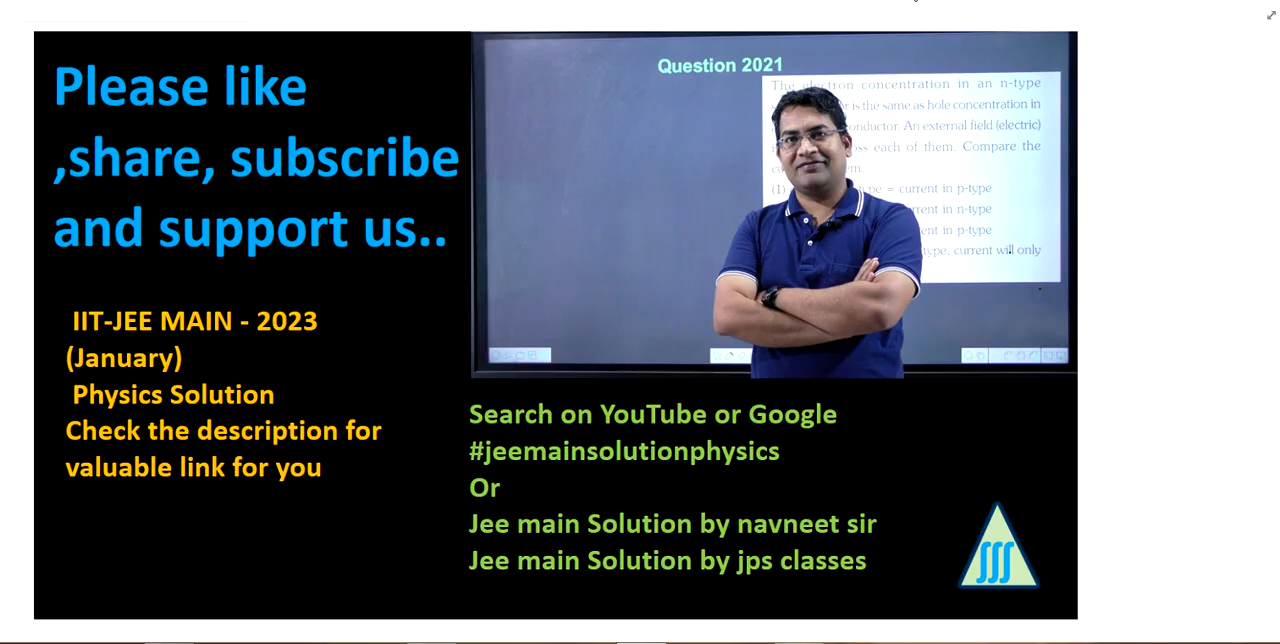 Please like
,share, subscribe
and support us..
IIT-JEE MAIN - 2023
(January)
Physics Solution
Check the description for
valuable link for you
Question 2021
The electron concentration in an n-type
is the same as hole concentration in
An external field (electric)
each of them. Compare the
(1) = current in p-type
in n-type
in p-type
current will only
Search on YouTube or Google
#jeemainsolutionphysics
Or
Jee main Solution by navneet sir
Jee main Solution by jps classes
∫∫∫